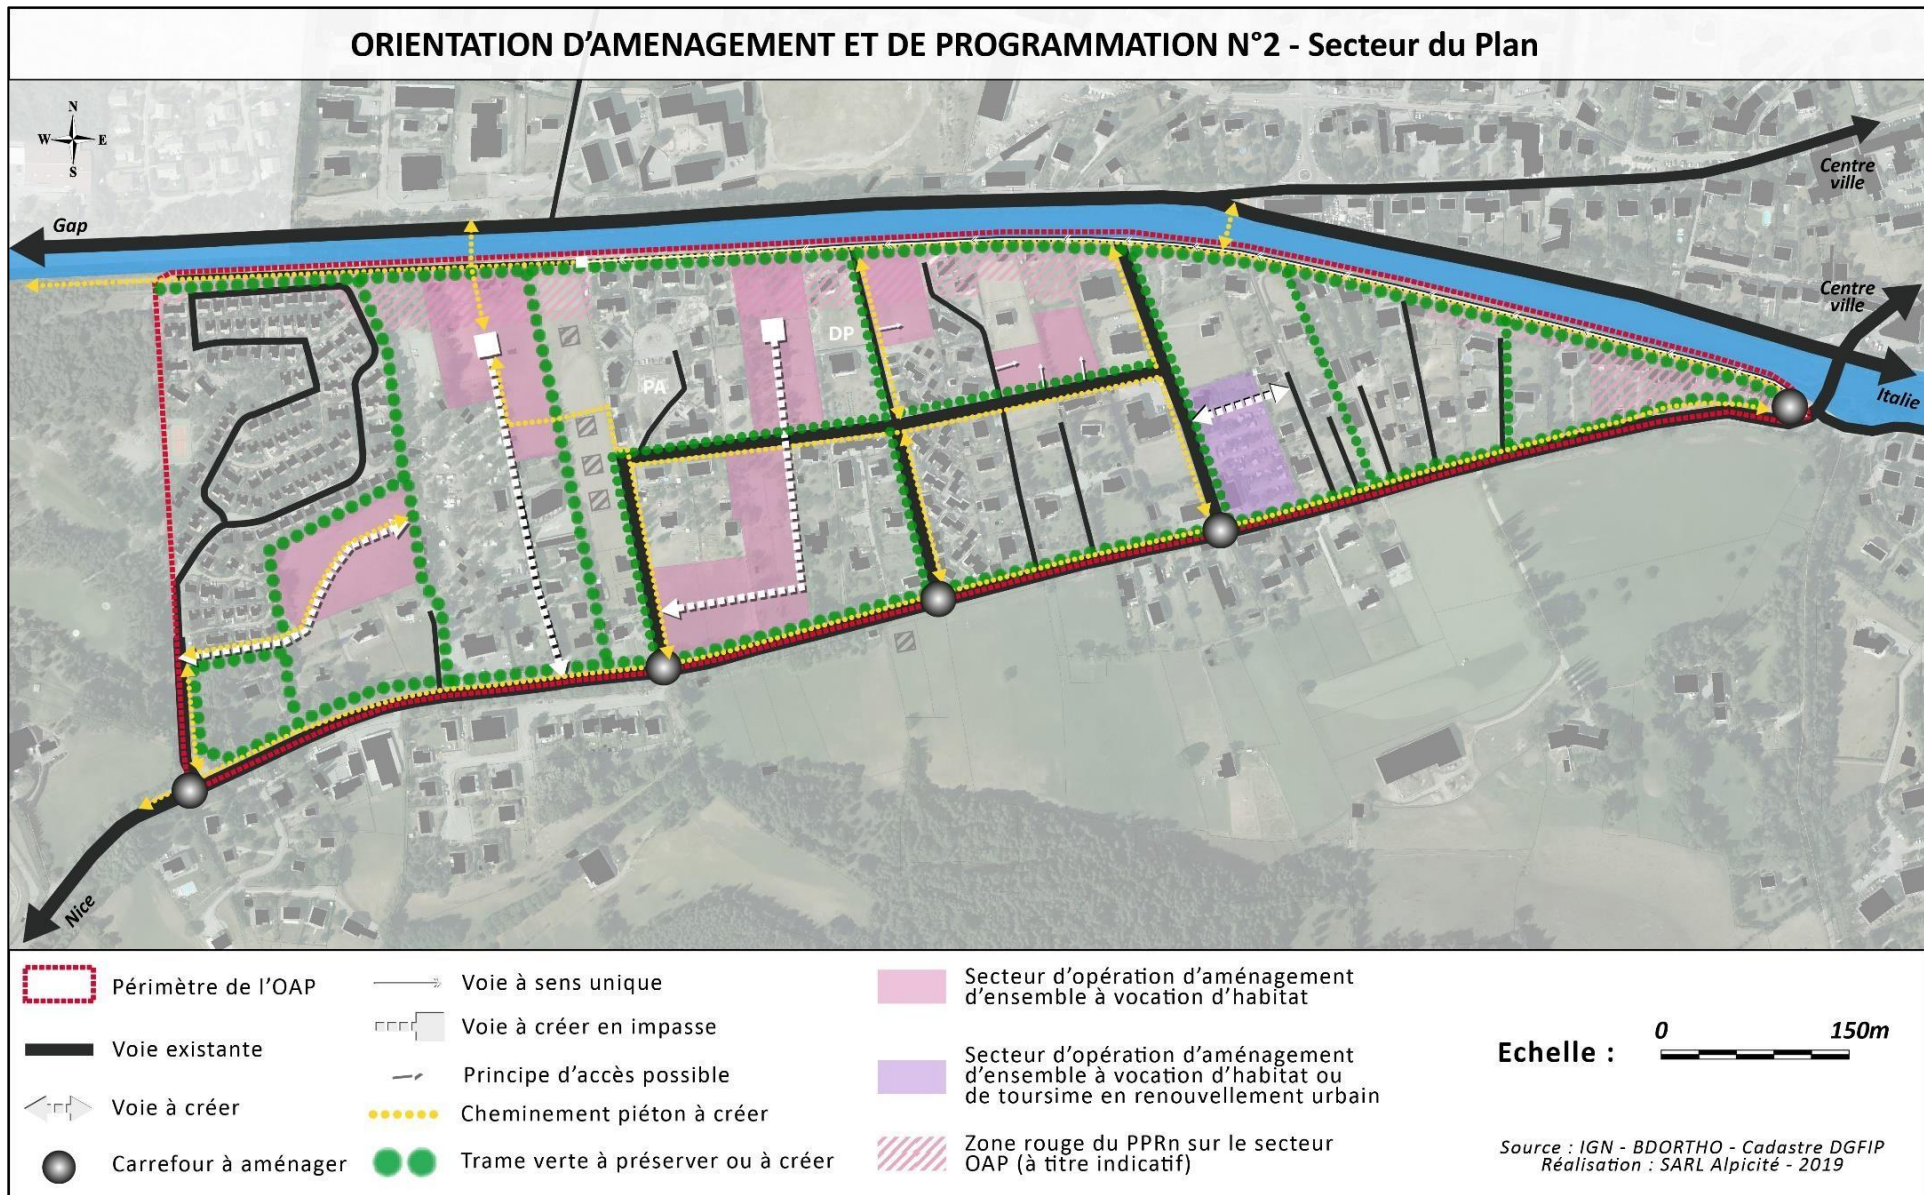 ORIENTATION D'AMENAGEMENT ET DE PROGRAMMATION N°2 - Secteur du Plan
N
W E
S
Gap
Centre
ville
Centre
ville
Italie
DP
PA
Nice
Périmètre de l'OAP
Voie existante
Voie à créer
Carrefour à aménager
Voie à sens unique
Voie à créer en impasse
Principe d'accès possible
Cheminement piéton à créer
Trame verte à préserver ou à créer
Secteur d'opération d'aménagement
d'ensemble à vocation d'habitat
Secteur d'opération d'aménagement
d'ensemble à vocation d'habitat ou
de toursime en renouvellement urbain
Zone rouge du PPRn sur le secteur
OAP (à titre indicatif)
Echelle :
0 150m
Source : IGN - BDORTHO - Cadastre DGFIP
Réalisation : SARL Alpicité - 2019